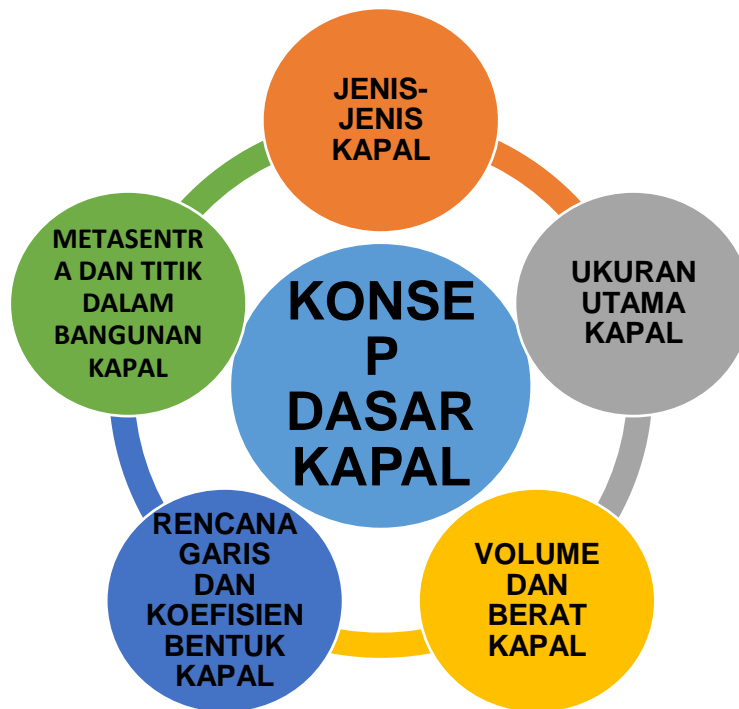 JENIS-
JENIS
KAPAL
UKURAN
UTAMA
KAPAL
VOLUME
DAN
BERAT
KAPAL
RENCANA
GARIS
DAN
KOEFISIEN
BENTUK
KAPAL
METASENTR
A DAN TITIK
DALAM
BANGUNAN
KAPAL
KONSE
P
DASAR
KAPAL